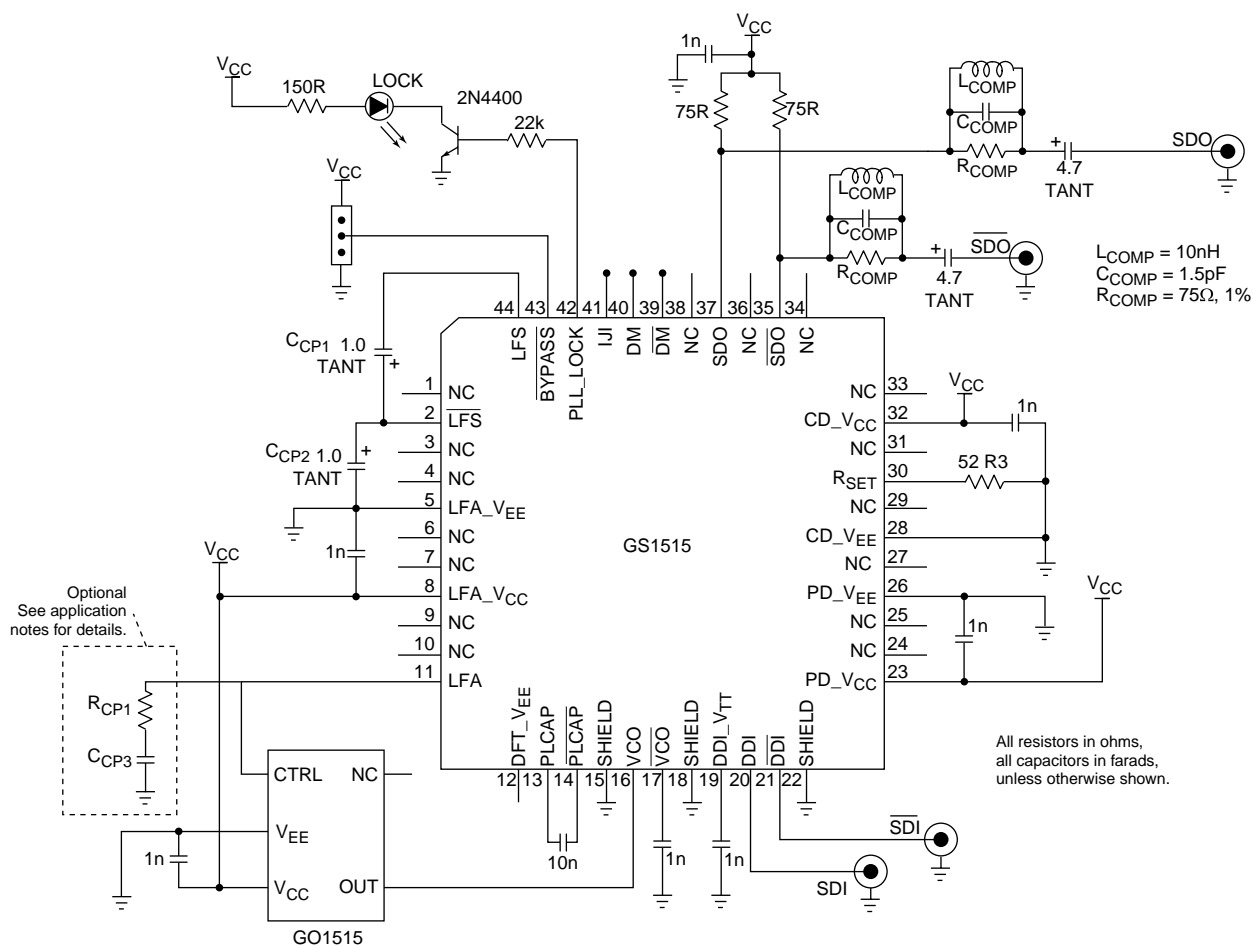 VCC
1n
VCC
150R
LOCK
2N4400
22k
75R
75R
LCOMP
CCOMP
RCOMP
+
4.7
TANT
SDO
VCC
LCOMP
CCOMP
RCOMP
+
4.7
TANT
SDO
LCOMP = 10nH
CCOMP = 1.5pF
RCOMP = 75Ω, 1%
44 43 42 41 40 39 38 37 36 35 34
LFS
BYPASS
PLL_LOCK
IJI
DM
DM
NC
SDO
NC
SDO
NC
CCP1 1.0
TANT
+
CCP2 1.0
TANT
+
1 NC
2 LFS
3 NC
4 NC
5 LFA_VEE
6 NC
7 NC
8 LFA_VCC
9 NC
10 NC
11 LFA
1n
VCC
GS1515
NC 33
CD_VCC 32
NC 31
RSET 30
NC 29
CD_VEE 28
NC 27
PD_VEE 26
NC 25
NC 24
PD_VCC 23
VCC
1n
52 R3
VCC
1n
Optional
See application
notes for details.
RCP1
CCP3
DFT_VEE
PLCAP
PLCAP
SHIELD
VCO
VCO
SHIELD
DDI_VTT
DDI
DDI
SHIELD
12 13 14 15 16 17 18 19 20 21 22
All resistors in ohms,
all capacitors in farads,
unless otherwise shown.
CTRL
NC
VEE
VCC
OUT
1n
GO1515
10n
1n
1n
SDI
SDI